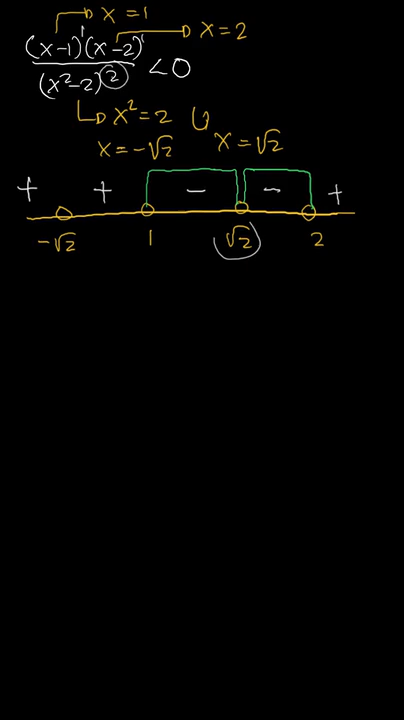 x = 1
(x-1)¹(x-2)¹ x = 2
(x²-2)② < 0
x² = 2 ∪
x = -√2 x = √2
+ + - - +
-√2 1 √2 2